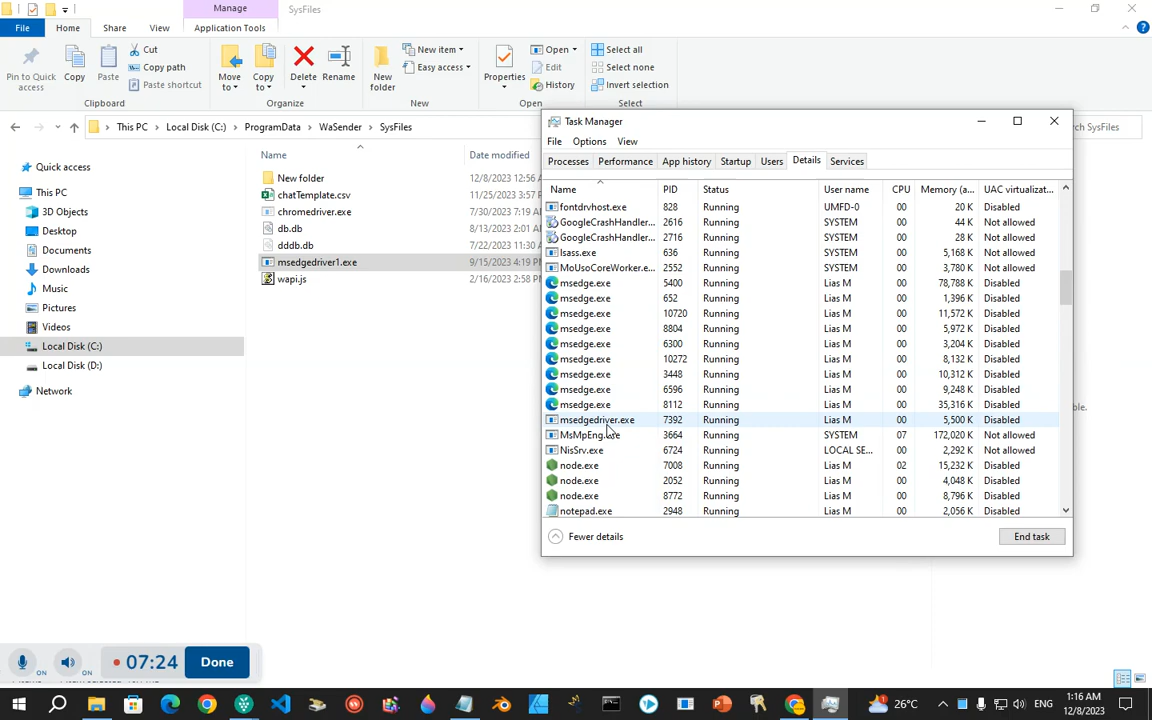 Manage
SysFiles
File
Home
Share
View
Application Tools
Pin to Quick access
Copy
Paste
Cut
Copy path
Paste shortcut
Clipboard
Move to
Copy to
Delete
Rename
Organize
New folder
New item
Easy access
New
Properties
Open
Edit
History
Open
Select all
Select none
Invert selection
Select
This PC
Local Disk (C:)
ProgramData
WaSender
SysFiles
rch SysFiles
Quick access
This PC
3D Objects
Desktop
Documents
Downloads
Music
Pictures
Videos
Local Disk (C:)
Local Disk (D:)
Network
Name Date modified
New folder 12/8/2023 12:56 A
chatTemplate.csv 11/25/2023 3:57
chromedriver.exe 7/30/2023 7:19 A
db.db 8/13/2023 2:01 A
dddb.db 7/22/2023 11:30
msedgedriver1.exe 9/15/2023 4:19 P
wapi.js 2/16/2023 2:58 P
ble.
Task Manager
File Options View
Processes Performance App history Startup Users Details Services
Name PID Status User name CPU Memory (a... UAC virtualizat...
fontdrvhost.exe 828 Running UMFD-0 00 20 K Disabled
GoogleCrashHandler... 2616 Running SYSTEM 00 44 K Not allowed
GoogleCrashHandler... 2716 Running SYSTEM 00 28 K Not allowed
lsass.exe 636 Running SYSTEM 00 5,168 K Not allowed
MoUsoCoreWorker.e... 2552 Running SYSTEM 00 3,780 K Not allowed
msedge.exe 5400 Running Lias M 00 78,788 K Disabled
msedge.exe 652 Running Lias M 00 1,396 K Disabled
msedge.exe 10720 Running Lias M 00 11,572 K Disabled
msedge.exe 8804 Running Lias M 00 5,972 K Disabled
msedge.exe 6300 Running Lias M 00 3,204 K Disabled
msedge.exe 10272 Running Lias M 00 8,132 K Disabled
msedge.exe 3448 Running Lias M 00 10,312 K Disabled
msedge.exe 6596 Running Lias M 00 9,248 K Disabled
msedge.exe 8112 Running Lias M 00 35,316 K Disabled
msedgedriver.exe 7392 Running Lias M 00 5,500 K Disabled
MsMpEng.exe 3664 Running SYSTEM 07 172,020 K Not allowed
NisSrv.exe 6724 Running LOCAL SE... 00 2,292 K Not allowed
node.exe 7008 Running Lias M 02 15,232 K Disabled
node.exe 2052 Running Lias M 00 4,048 K Disabled
node.exe 8772 Running Lias M 00 8,796 K Disabled
notepad.exe 2948 Running Lias M 00 2,056 K Disabled
Fewer details
End task
ON
ON
07:24
Done
26°C
ENG
1:16 AM
12/8/2023